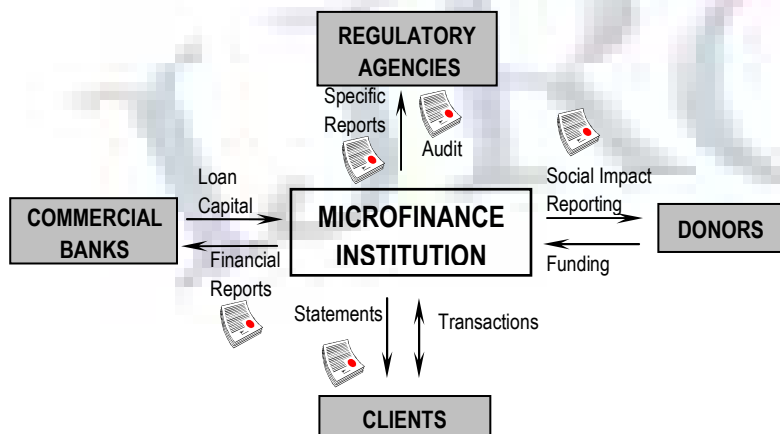 REGULATORY
AGENCIES
Specific
Reports
Audit
Loan
Capital
Social Impact
Reporting
COMMERCIAL
BANKS
MICROFINANCE
INSTITUTION
DONORS
Financial
Reports
Funding
Statements
Transactions
CLIENTS